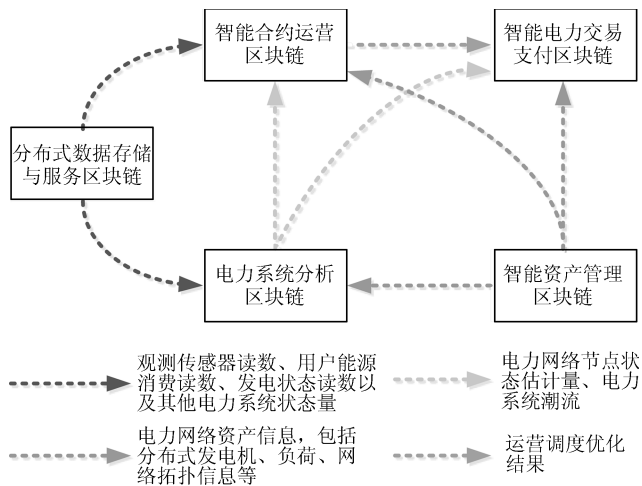 智能合约运营
区块链
智能电力交易
支付区块链
分布式数据存储
与服务区块链
电力系统分析
区块链
智能资产管理
区块链
观测传感器读数、用户能源
消费读数、发电状态读数以
及其他电力系统状态量
电力网络节点状
态估计量、电力
系统潮流
电力网络资产信息，包括
分布式发电机、负荷、网
络拓扑信息等
运营调度优化
结果